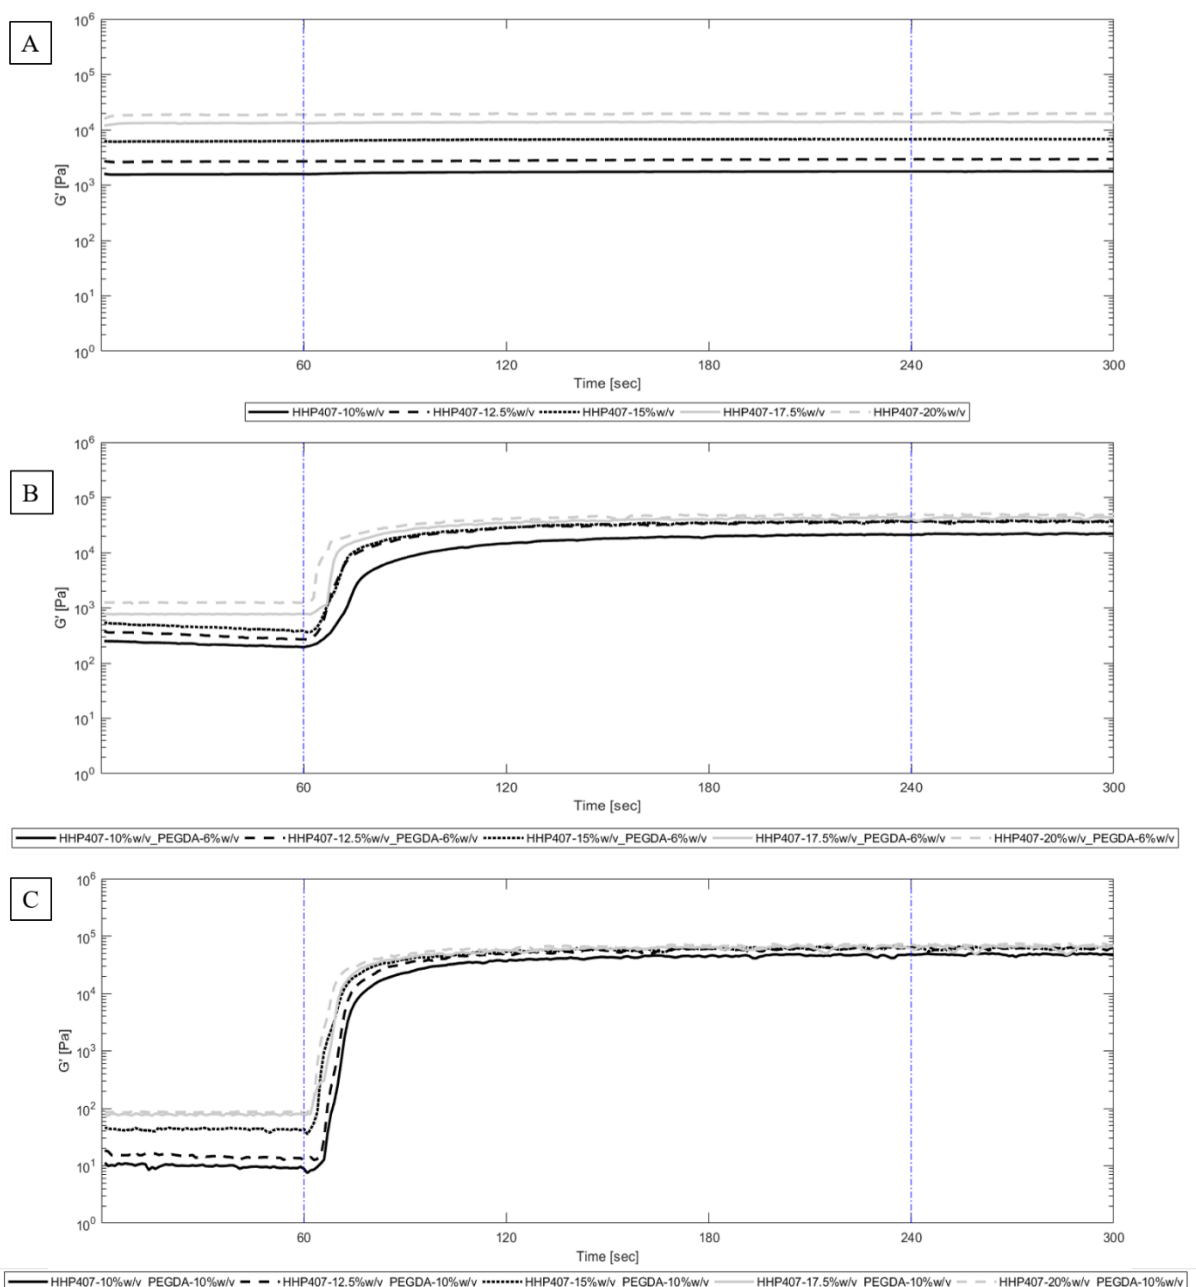 A
10^6
10^5
10^4
10^3
10^2
10^1
10^0
G' [Pa]
60 120 180 240 300
Time [sec]
HHP407-10%w/v HHP407-12.5%w/v HHP407-15%w/v HHP407-17.5%w/v HHP407-20%w/v
B
10^6
10^5
10^4
10^3
10^2
10^1
10^0
G' [Pa]
60 120 180 240 300
Time [sec]
HHP407-10%w/v_PEGDA-6%w/v HHP407-12.5%w/v_PEGDA-6%w/v HHP407-15%w/v_PEGDA-6%w/v HHP407-17.5%w/v_PEGDA-6%w/v HHP407-20%w/v_PEGDA-6%w/v
C
10^6
10^5
10^4
10^3
10^2
10^1
10^0
G' [Pa]
60 120 180 240 300
Time [sec]
HHP407-10%w/v_PEGDA-10%w/v HHP407-12.5%w/v_PEGDA-10%w/v HHP407-15%w/v_PEGDA-10%w/v HHP407-17.5%w/v_PEGDA-10%w/v HHP407-20%w/v_PEGDA-10%w/v